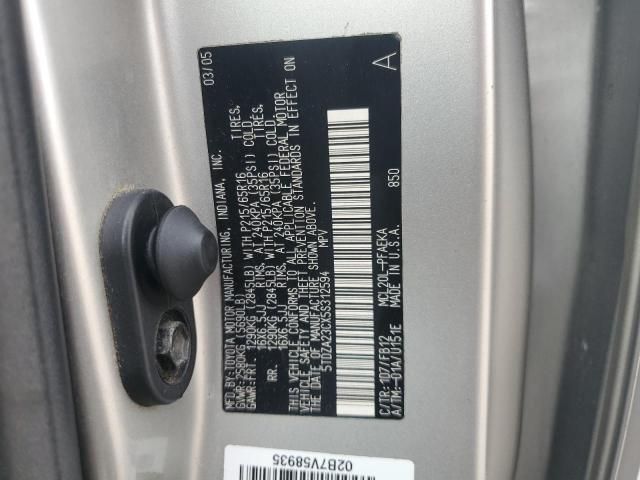 MFD.BY:TOYOTA MOTOR MANUFACTURING, INDIANA, INC. 03/05
GVWR:2580KG (5690LB)
GAWR:FRT. 1290KG (2845LB) WITH P215/65R16 TIRES.
16X6.5JJ RIMS. AT 240KPA (35PSI) COLD
RR. 1290KG (2845LB) WITH P215/65R16 TIRES.
16X6.5JJ RIMS. AT 240KPA (35PSI) COLD
THIS VEHICLE CONFORMS TO ALL APPLICABLE FEDERAL MOTOR
VEHICLE SAFETY AND THEFT PREVENTION STANDARDS IN EFFECT ON
THE DATE OF MANUFACTURE SHOWN ABOVE.
5TDZA23CX5S312594 MPV
850 A
C/TR:1D7/FB12 MCL20L-PFAEKA
A/TM:-01A/U151E MADE IN U.S.A.
02B7V58935